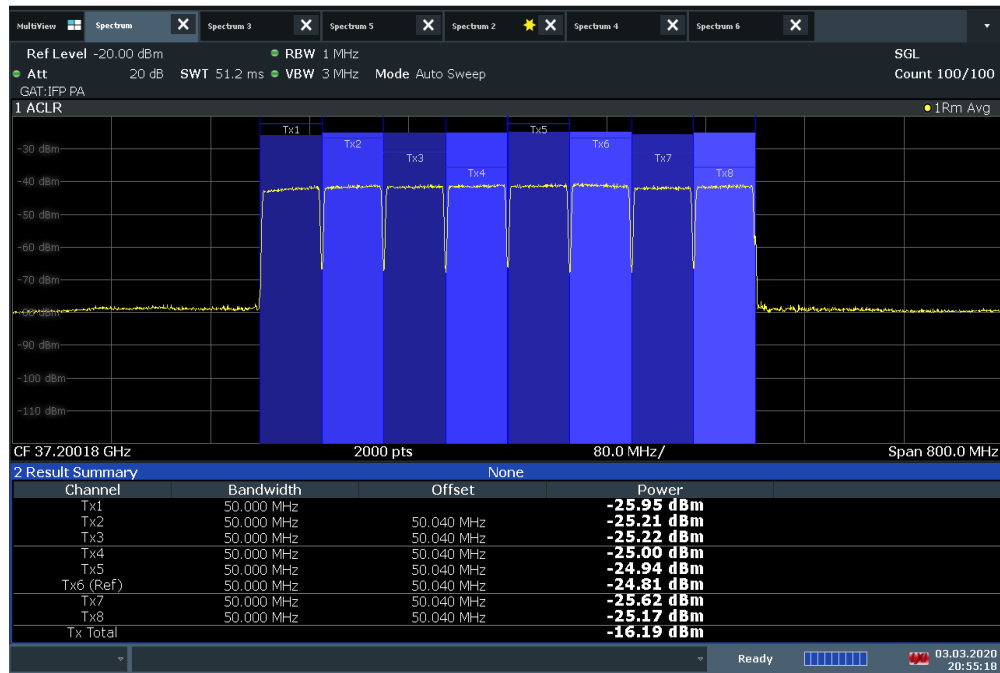 MultiView Spectrum X Spectrum 3 X Spectrum 5 X Spectrum 2 X Spectrum 4 X Spectrum 6 X
Ref Level -20.00 dBm RBW 1 MHz SGL
Att 20 dB SWT 51.2 ms VBW 3 MHz Mode Auto Sweep Count 100/100
GAT:IFP PA
1 ACLR 1Rm Avg
Tx1 Tx5
Tx2 Tx6
-30 dBm
Tx3 Tx7
Tx4 Tx8
-40 dBm
-50 dBm
-60 dBm
-70 dBm
-80 dBm
-90 dBm
-100 dBm
-110 dBm
CF 37.20018 GHz 2000 pts 80.0 MHz/ Span 800.0 MHz
2 Result Summary None
Channel Bandwidth Offset Power
Tx1 50.000 MHz -25.95 dBm
Tx2 50.000 MHz 50.040 MHz -25.21 dBm
Tx3 50.000 MHz 50.040 MHz -25.22 dBm
Tx4 50.000 MHz 50.040 MHz -25.00 dBm
Tx5 50.000 MHz 50.040 MHz -24.94 dBm
Tx6 (Ref) 50.000 MHz 50.040 MHz -24.81 dBm
Tx7 50.000 MHz 50.040 MHz -25.62 dBm
Tx8 50.000 MHz 50.040 MHz -25.17 dBm
Tx Total -16.19 dBm
Ready 03.03.2020
20:55:18